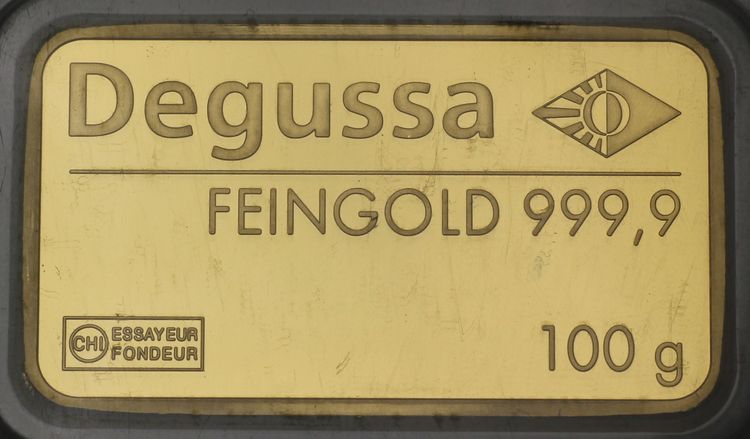 Degussa
FEINGOLD 999,9
CHI ESSAYEUR
FONDEUR
100 g